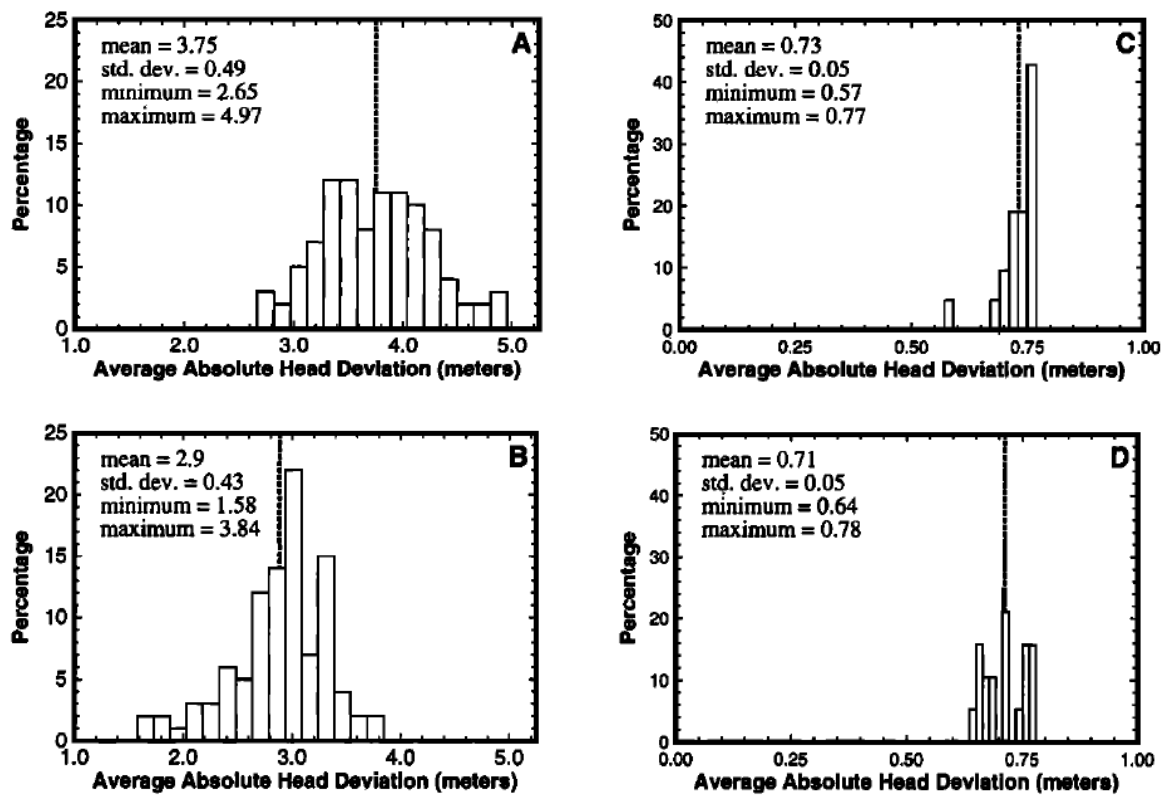 A
mean = 3.75
std. dev. = 0.49
minimum = 2.65
maximum = 4.97
Percentage
25
20
15
10
5
0
1.0 2.0 3.0 4.0 5.0
Average Absolute Head Deviation (meters)
C
mean = 0.73
std. dev. = 0.05
minimum = 0.57
maximum = 0.77
Percentage
50
40
30
20
10
0
0.00 0.25 0.50 0.75 1.00
Average Absolute Head Deviation (meters)
B
mean = 2.9
std. dev. = 0.43
minimum = 1.58
maximum = 3.84
Percentage
25
20
15
10
5
0
1.0 2.0 3.0 4.0 5.0
Average Absolute Head Deviation (meters)
D
mean = 0.71
std. dev. = 0.05
minimum = 0.64
maximum = 0.78
Percentage
50
40
30
20
10
0
0.00 0.25 0.50 0.75 1.00
Average Absolute Head Deviation (meters)